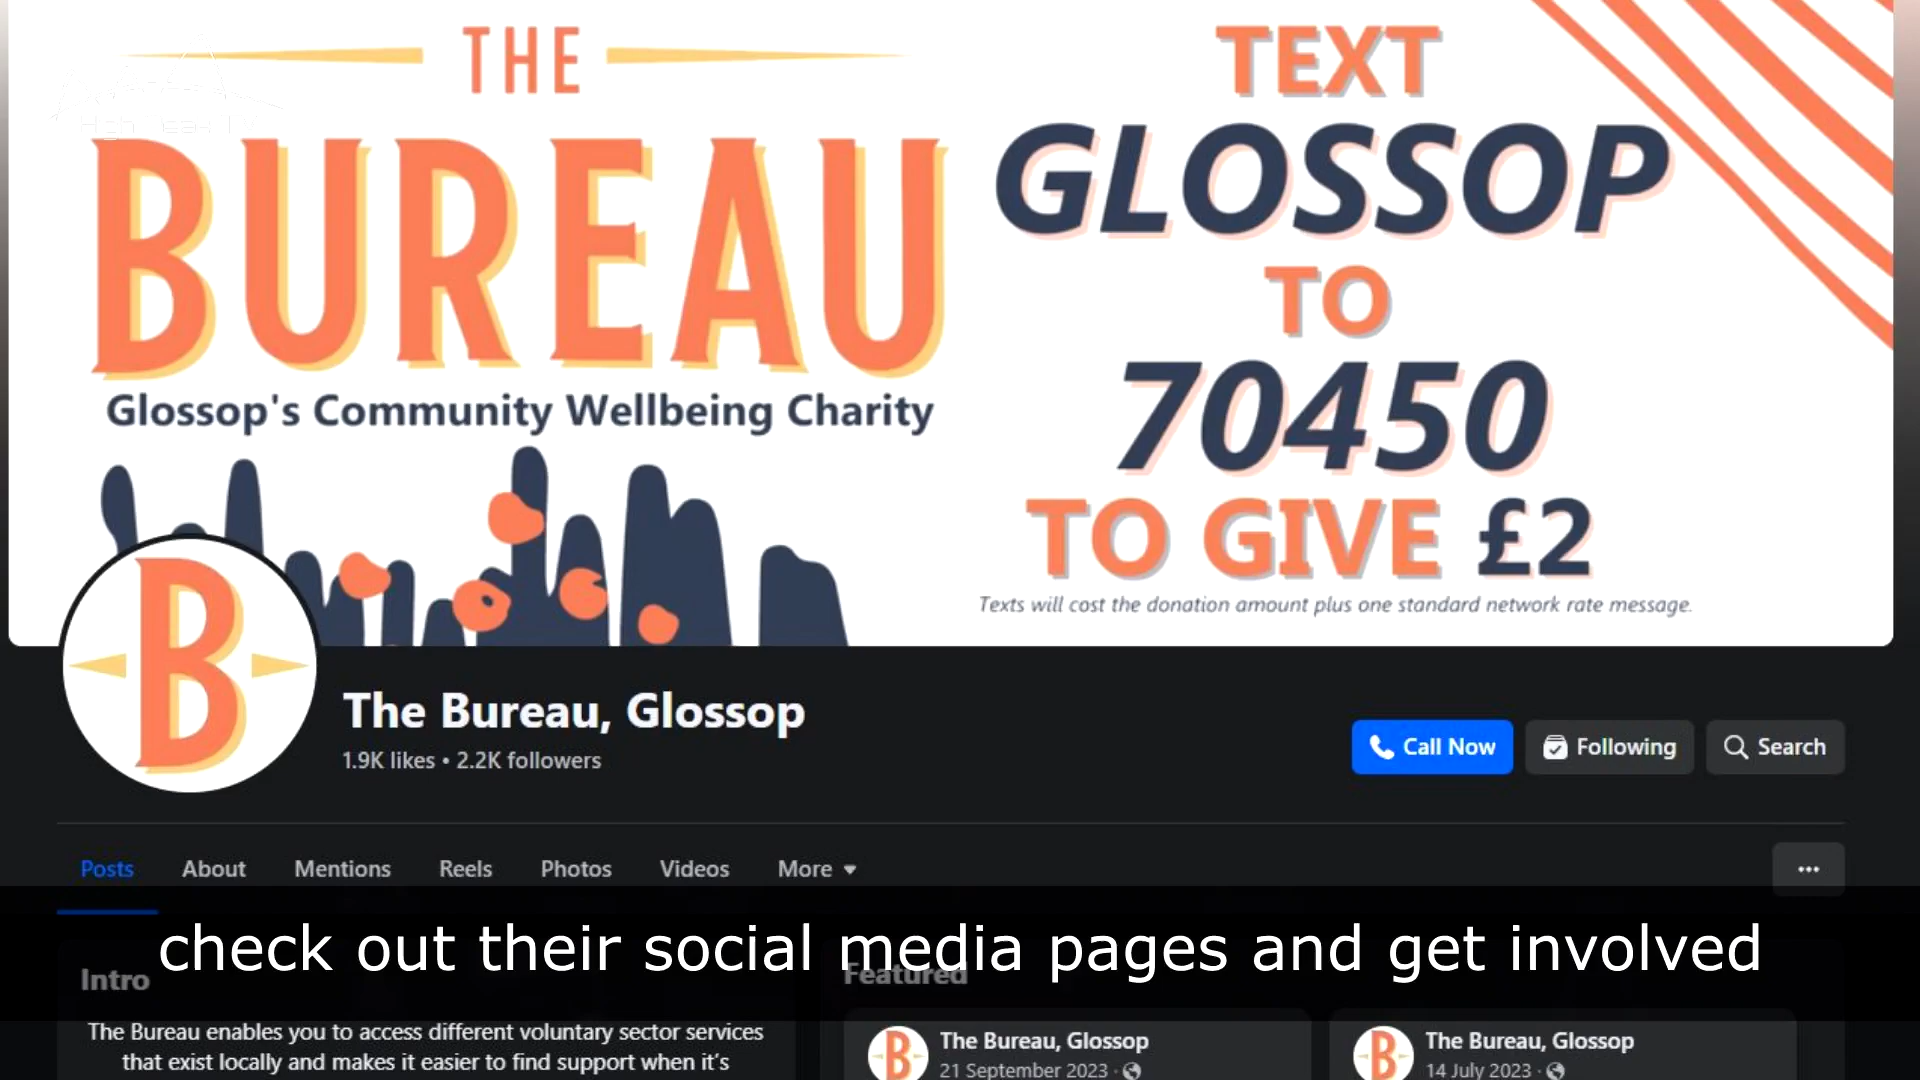 THE
BUREAU
Glossop's Community Wellbeing Charity
TEXT
GLOSSOP
TO
70450
TO GIVE £2
Texts will cost the donation amount plus one standard network rate message.
B
The Bureau, Glossop
1.9K likes • 2.2K followers
Call Now
Following
Search
Posts
About
Mentions
Reels
Photos
Videos
More
check out their social media pages and get involved
Intro
The Bureau enables you to access different voluntary sector services
that exist locally and makes it easier to find support when it's
Featured
B
The Bureau, Glossop
21 September 2023 ·
B
The Bureau, Glossop
14 July 2023 ·